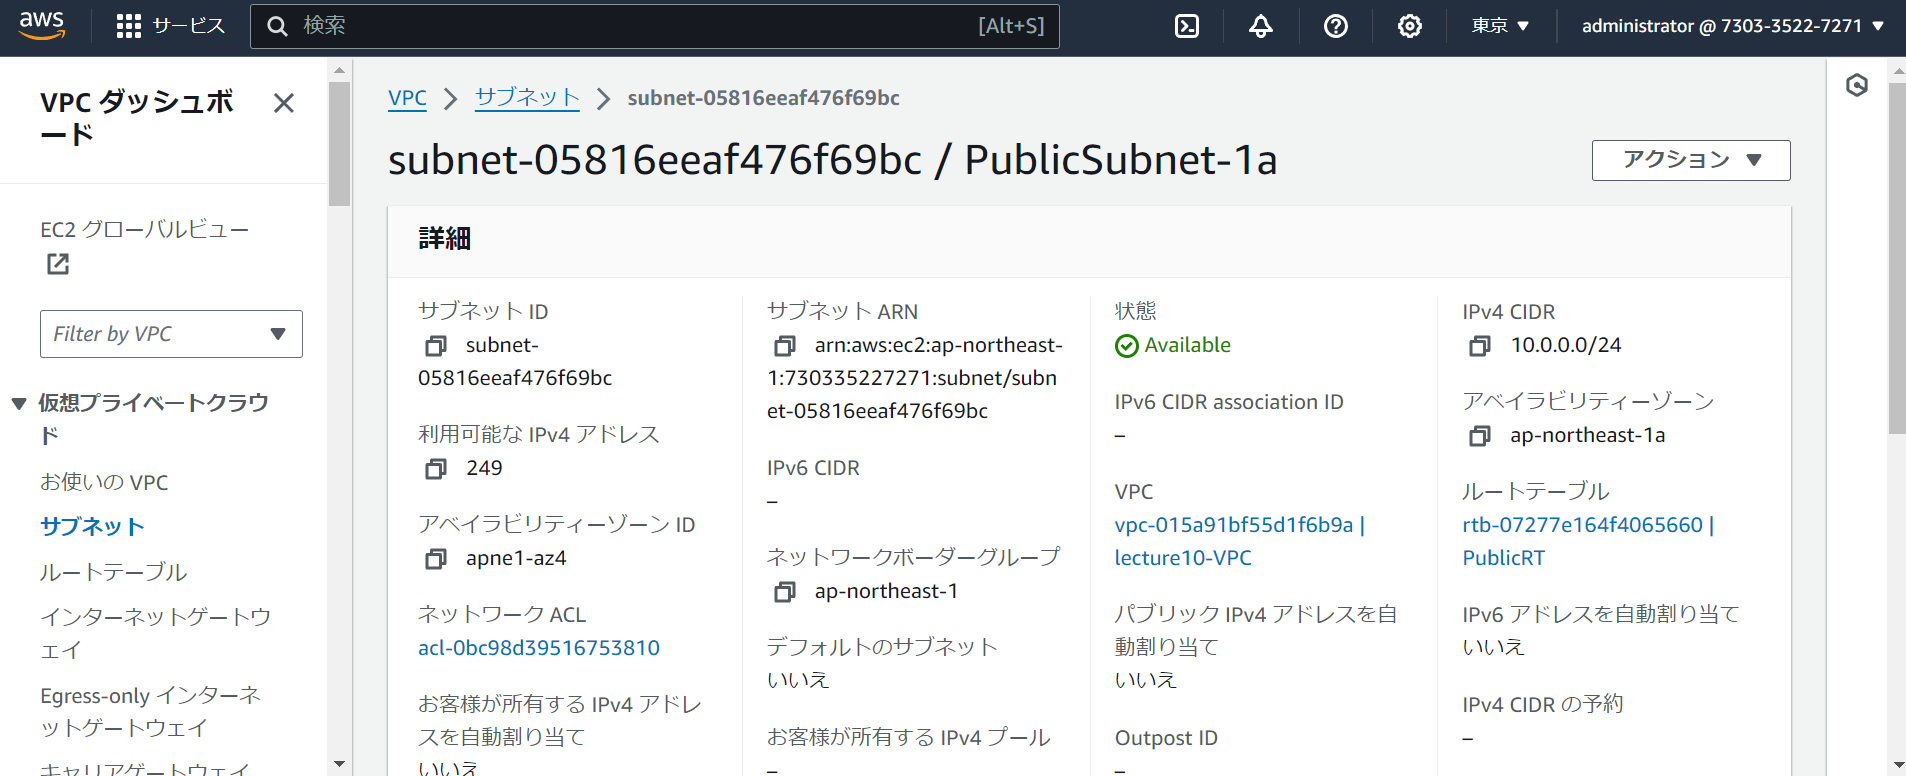 aws サービス 検索 [Alt+S] 東京 administrator @ 7303-3522-7271
VPC ダッシュボ
ード
EC2 グローバルビュー
Filter by VPC
仮想プライベートクラウ
ド
お使いの VPC
サブネット
ルートテーブル
インターネットゲートウ
ェイ
Egress-only インターネ
ットゲートウェイ
キャリアゲートウェイ
VPC サブネット subnet-05816eeaf476f69bc
subnet-05816eeaf476f69bc / PublicSubnet-1a
アクション
詳細
サブネット ID
subnet-
05816eeaf476f69bc
利用可能な IPv4 アドレス
249
アベイラビリティーゾーン ID
apne1-az4
ネットワーク ACL
acl-0bc98d39516753810
お客様が所有する IPv4 アドレ
スを自動割り当て
いいえ
サブネット ARN
arn:aws:ec2:ap-northeast-
1:730335227271:subnet/subn
et-05816eeaf476f69bc
IPv6 CIDR
–
ネットワークボーダーグループ
ap-northeast-1
デフォルトのサブネット
いいえ
お客様が所有する IPv4 プール
–
状態
Available
IPv6 CIDR association ID
–
VPC
vpc-015a91bf55d1f6b9a |
lecture10-VPC
パブリック IPv4 アドレスを自
動割り当て
いいえ
Outpost ID
–
IPv4 CIDR
10.0.0.0/24
アベイラビリティーゾーン
ap-northeast-1a
ルートテーブル
rtb-07277e164f4065660 |
PublicRT
IPv6 アドレスを自動割り当て
いいえ
IPv4 CIDR の予約
–